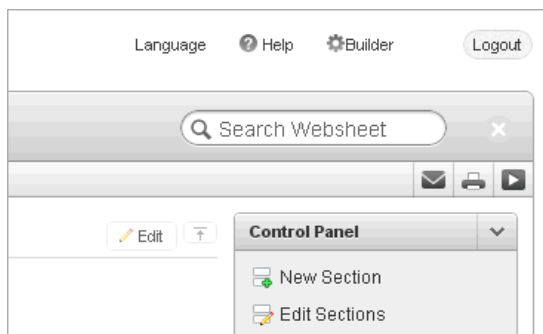 Language Help Builder Logout
Search Websheet
Edit Control Panel
New Section
Edit Sections